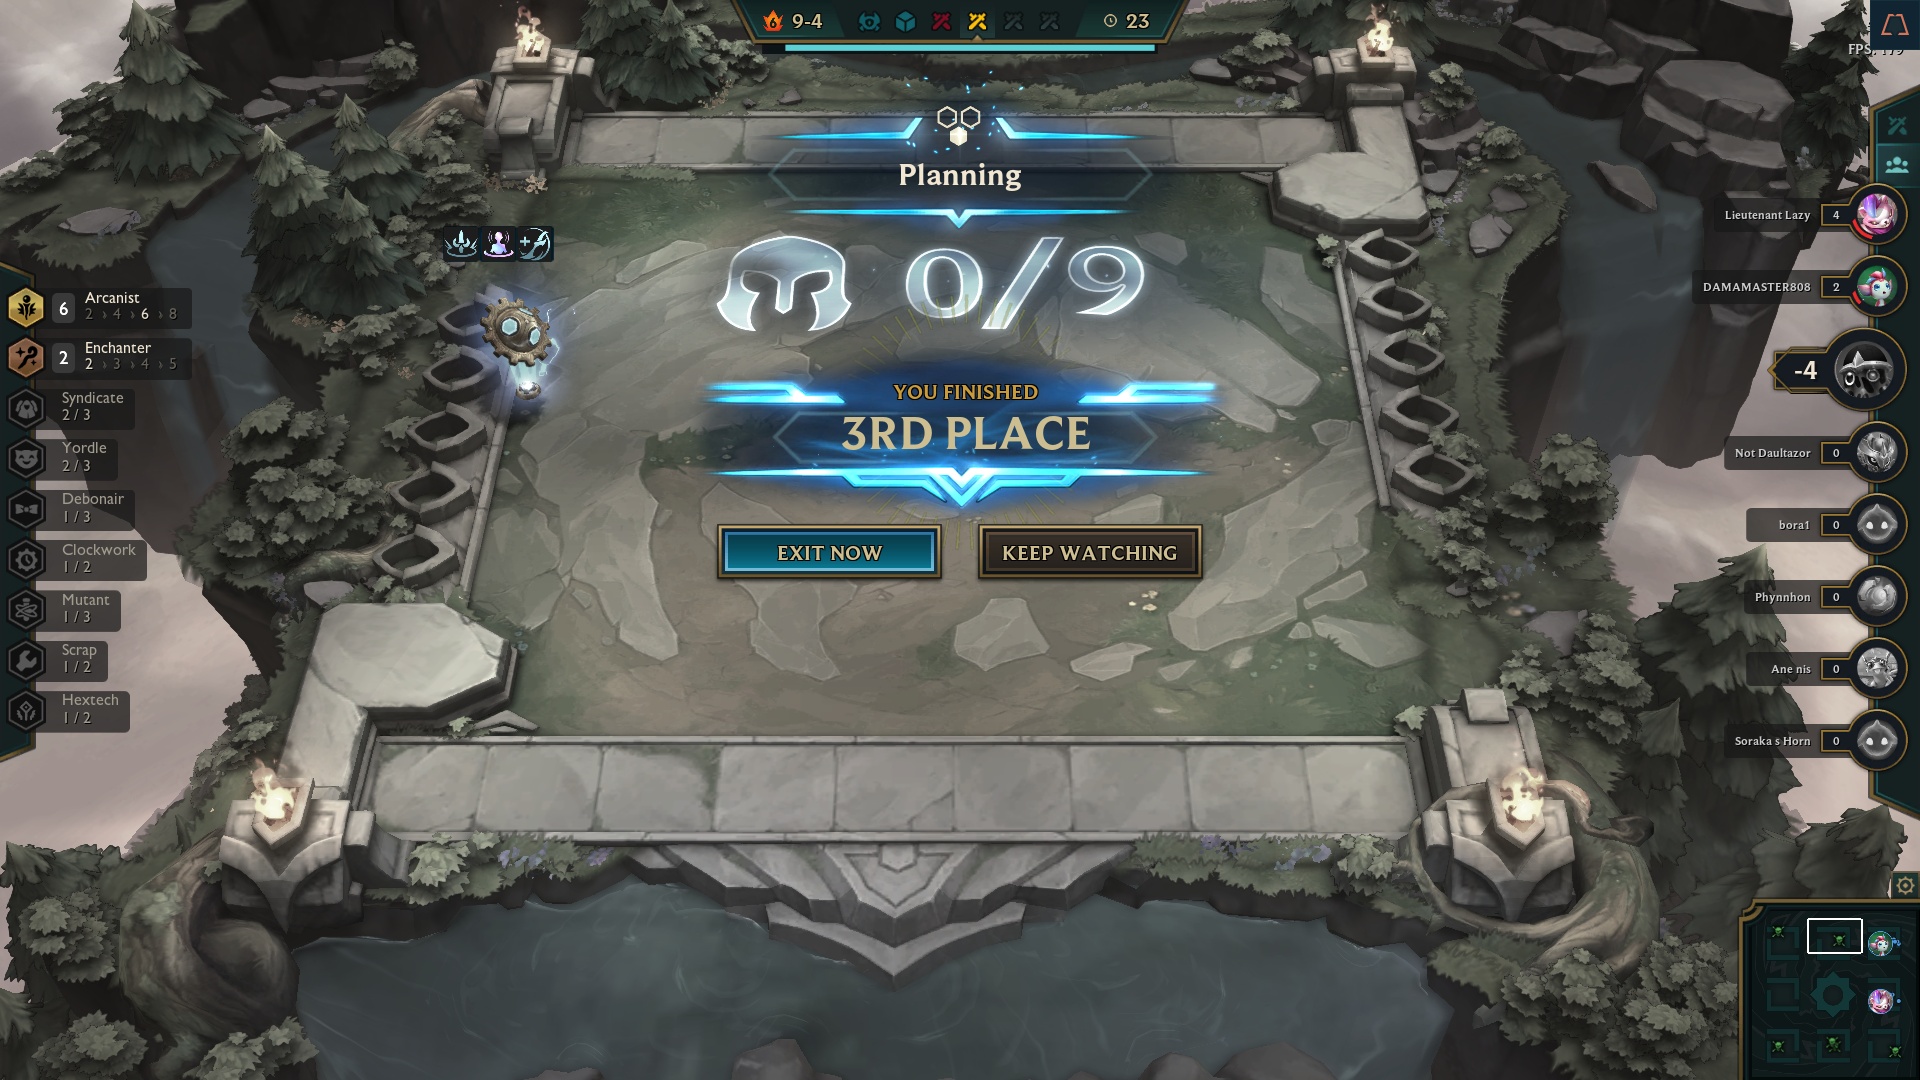 9-4
23
FPS: 179
Planning
0/9
YOU FINISHED
3RD PLACE
EXIT NOW
KEEP WATCHING
6
Arcanist
2 › 4 › 6 › 8
2
Enchanter
2 › 3 › 4 › 5
Syndicate
2 / 3
Yordle
2 / 3
Debonair
1 / 3
Clockwork
1 / 2
Mutant
1 / 3
Scrap
1 / 2
Hextech
1 / 2
Lieutenant Lazy 4
DAMAMASTER808 2
-4
Not Daultazor 0
bora1 0
Phynnhon 0
Ane nis 0
Soraka s Horn 0